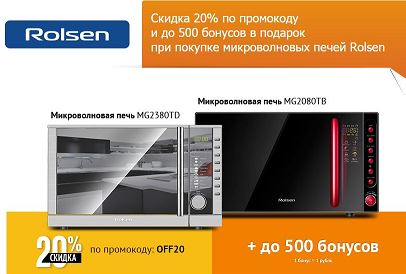 Rolsen
Скидка 20% по промокоду
и до 500 бонусов в подарок
при покупке микроволновых печей Rolsen
Микроволновая печь MG2080TB
Микроволновая печь MG2380TD
Rolsen
Rolsen
20%
СКИДКА
по промокоду: OFF20
+ до 500 бонусов
1 бонус = 1 рубль